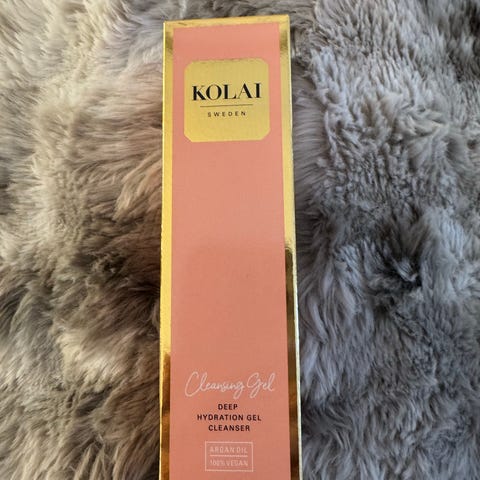 KOLAI
SWEDEN
Cleansing Gel
DEEP
HYDRATION GEL
CLEANSER
ARGAN OIL
100% VEGAN